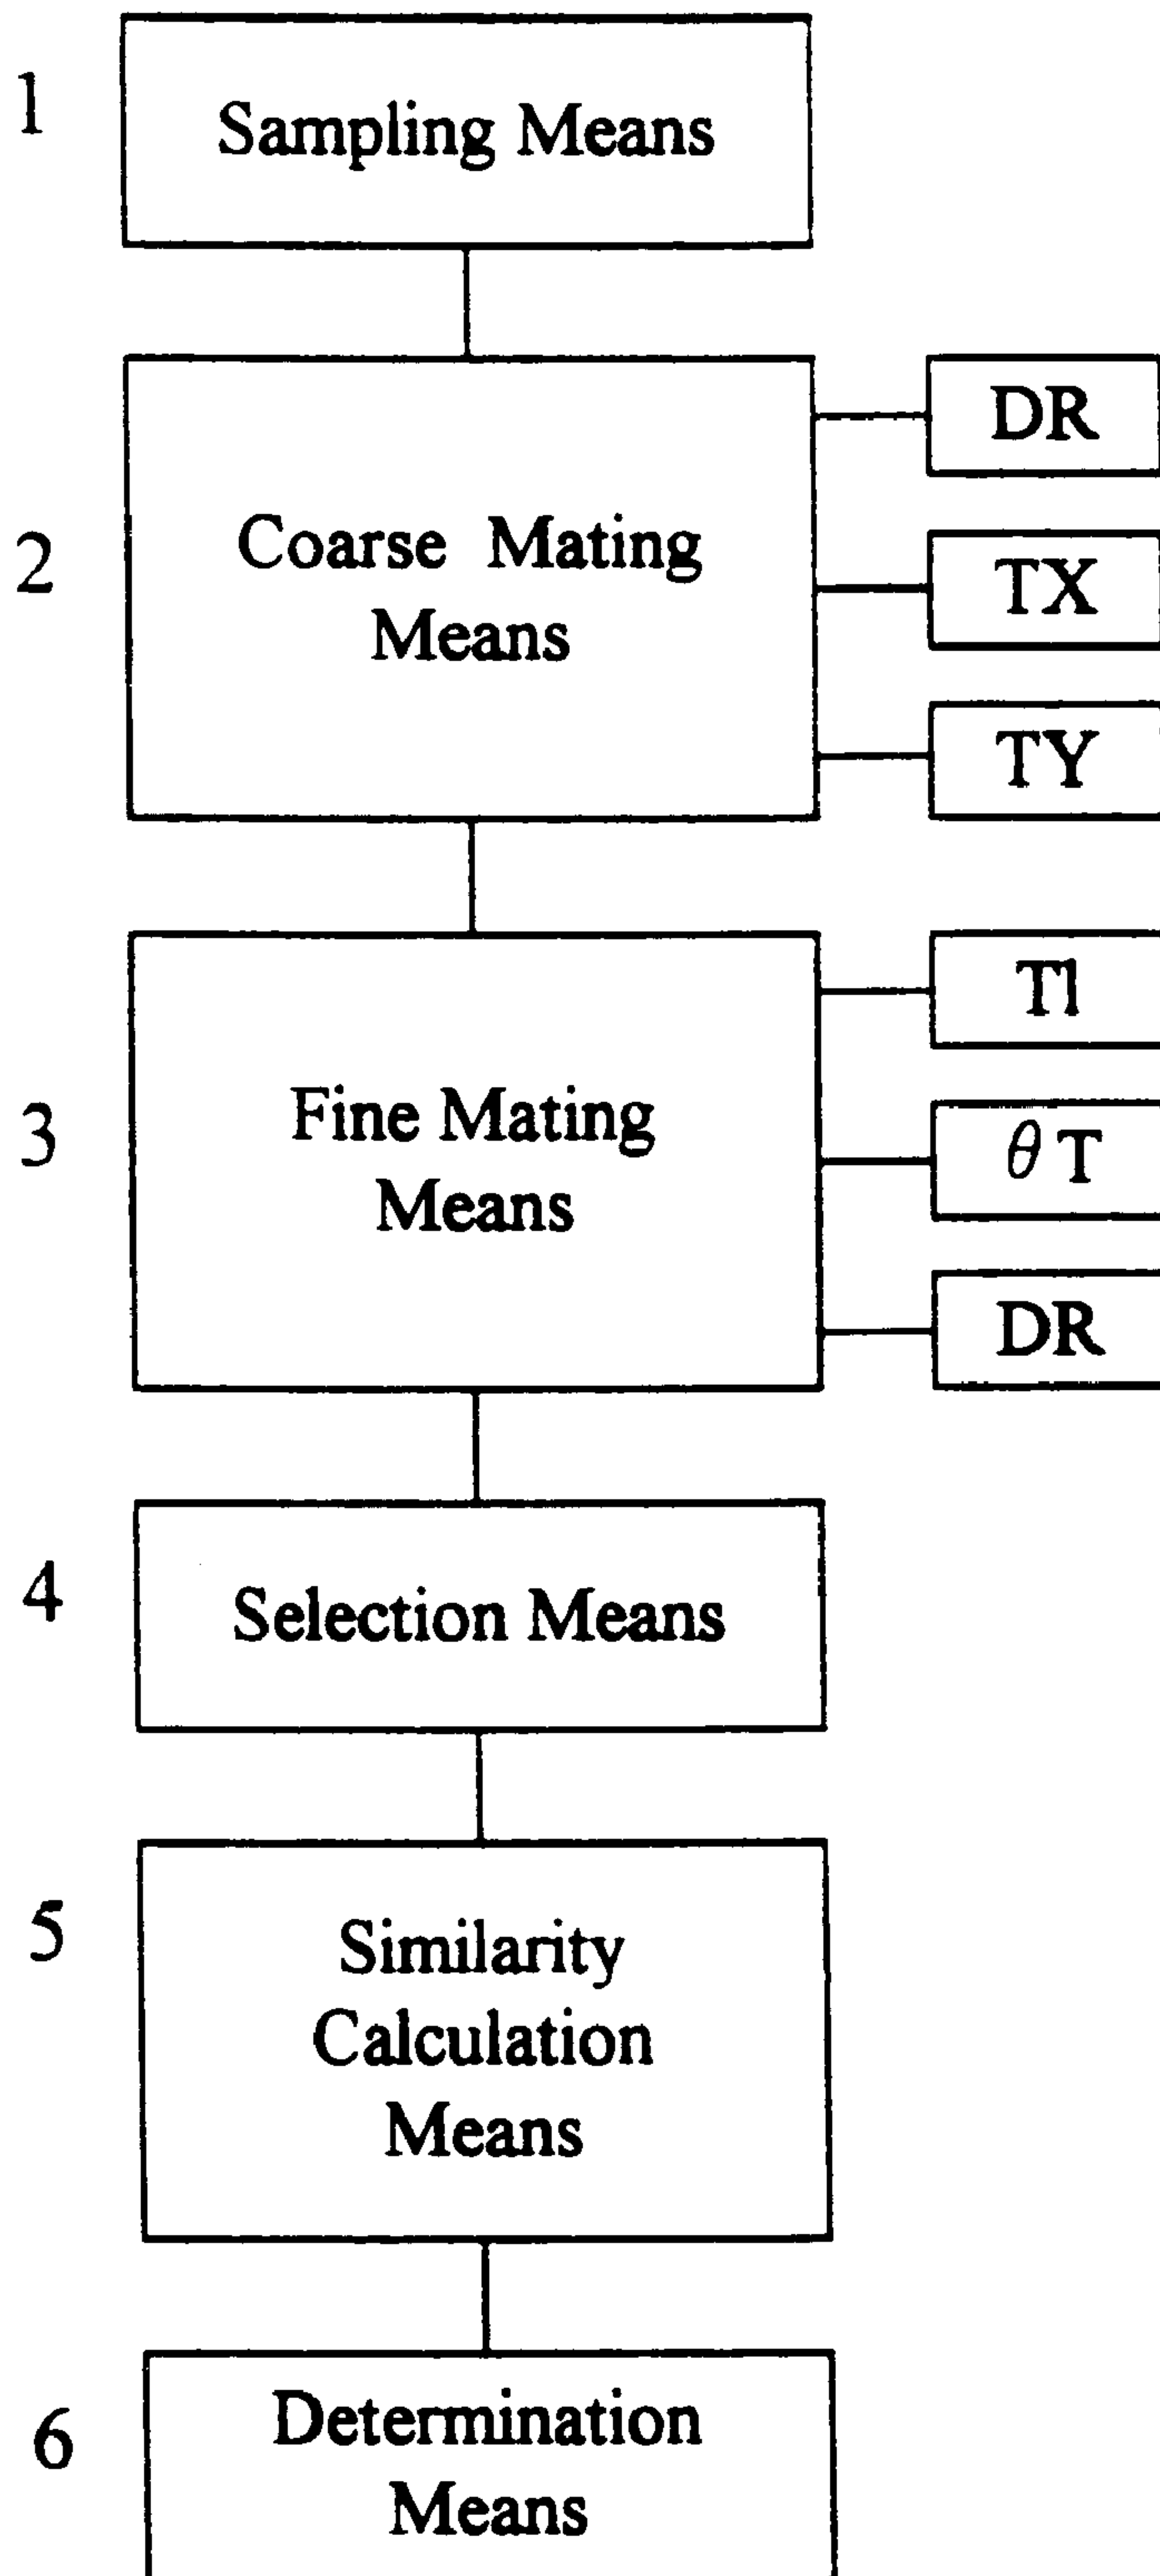 1
Sampling Means
2
Coarse Mating
Means
DR
TX
TY
3
Fine Mating
Means
Tl
θT
DR
4
Selection Means
5
Similarity
Calculation
Means
6
Determination
Means